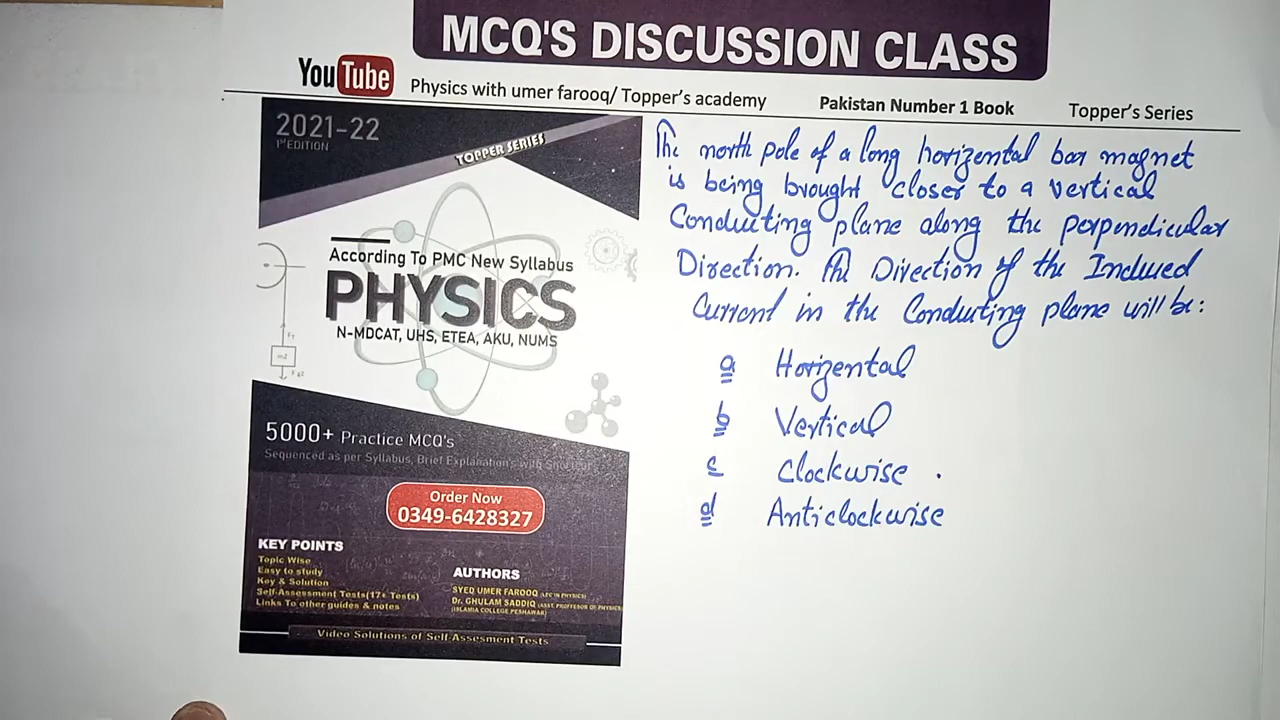 MCQ'S DISCUSSION CLASS
YouTube
Physics with umer farooq/ Topper's academy
Pakistan Number 1 Book
Topper's Series
2021-22
1ST EDITION
TOPPER SERIES
According To PMC New Syllabus
PHYSICS
N-MDCAT, UHS, ETEA, AKU, NUMS
5000+ Practice MCQ's
Sequenced as per Syllabus, Brief Explanation's with
Order Now
0349-6428327
KEY POINTS
Topic Wise
Easy to study
Key & Solution
Self-Assessment Tests(17+ Tests)
Links To other guides & notes
AUTHORS
SYED UMER FAROOQ
Dr. GHULAM SADDIQ
(ISLAMIA COLLEGE PESHAWAR)
Video Solutions of Self-Assesment Tests
The north pole of a long horizental bar magnet
is being brought closer to a vertical
Conducting plane along the perpendicular
Direction. The Direction of the Induced
Current in the Conducting plane will be:
a Horizental
b Vertical
c Clockwise
d Anticlockwise